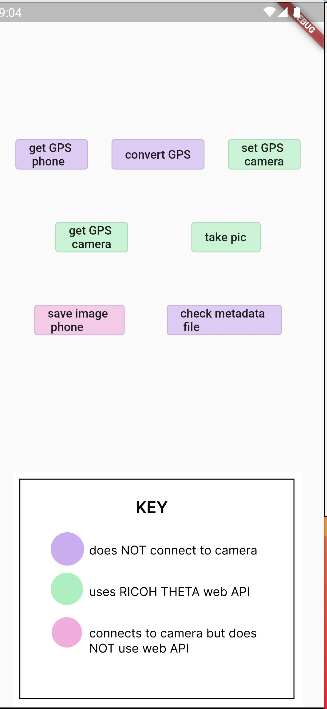 9:04
get GPS
phone
convert GPS
set GPS
camera
get GPS
camera
take pic
save image
phone
check metadata
file
KEY
does NOT connect to camera
uses RICOH THETA web API
connects to camera but does
NOT use web API